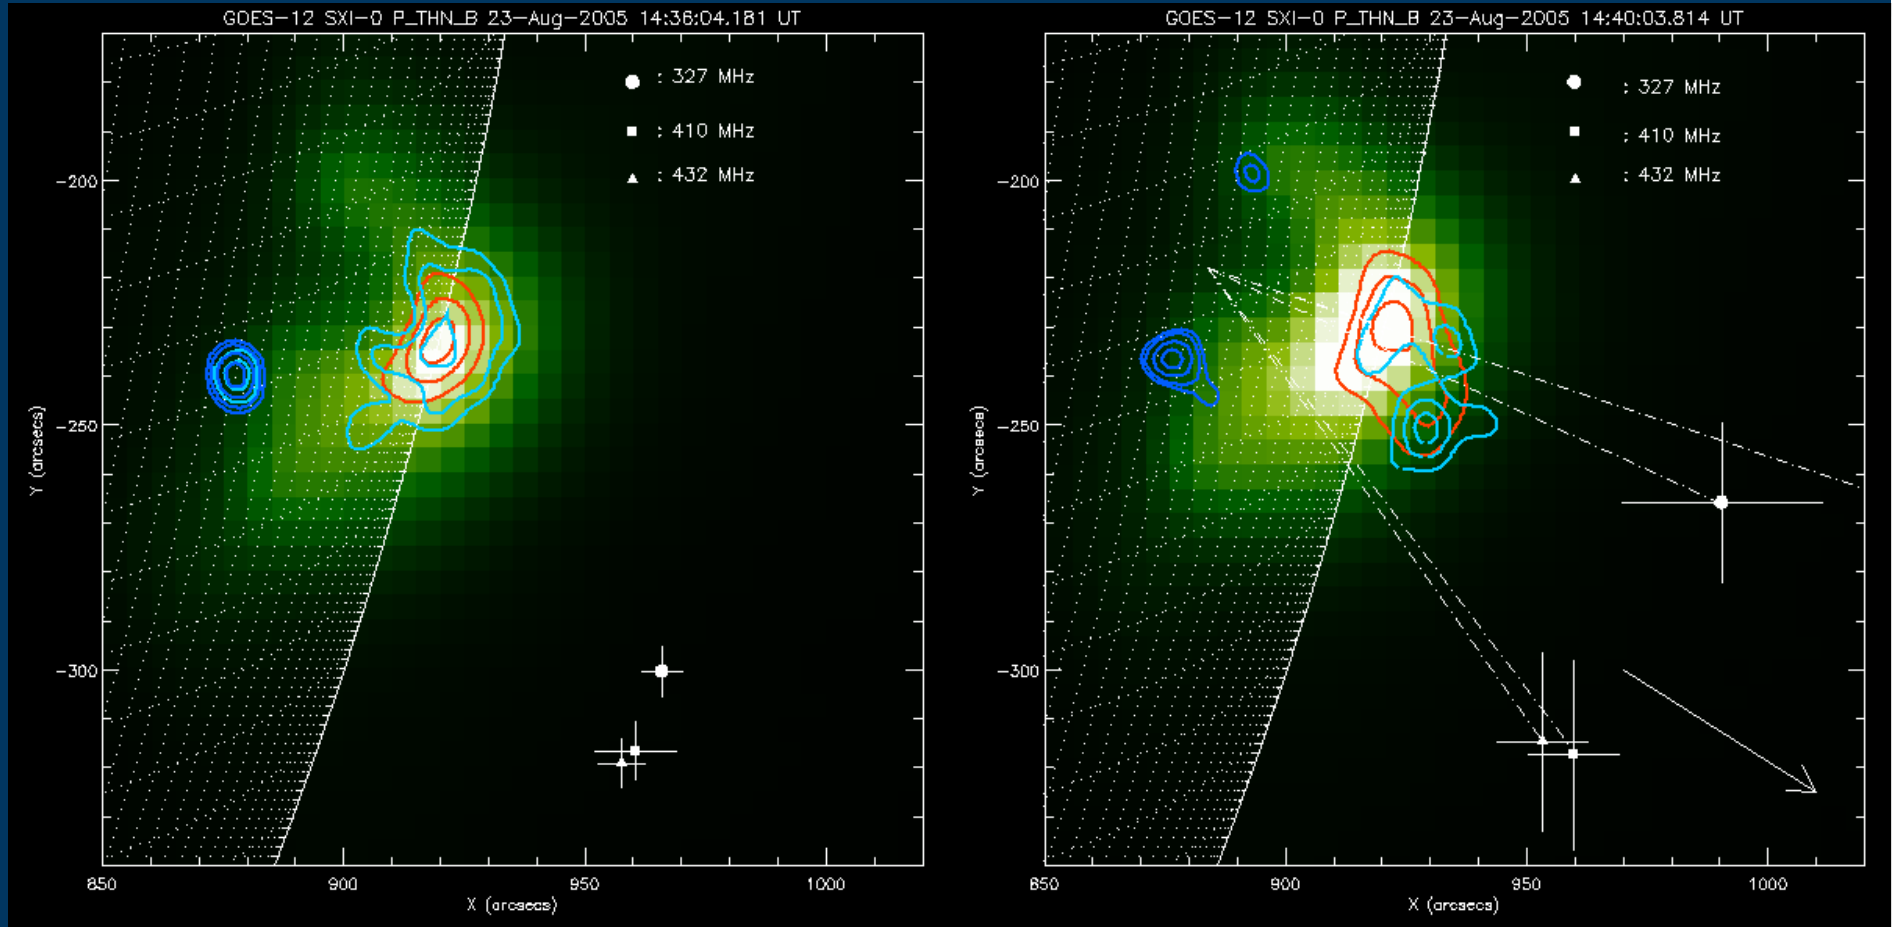 GOES-12 SXI-0 P_THN_B 23-Aug-2005 14:36:04.181 UT
: 327 MHz
: 410 MHz
: 432 MHz
-200
-250
-300
Y (arcsecs)
850 900 950 1000
X (arcsecs)
GOES-12 SXI-0 P_THN_B 23-Aug-2005 14:40:03.814 UT
: 327 MHz
: 410 MHz
: 432 MHz
-200
-250
-300
Y (arcsecs)
850 900 950 1000
X (arcsecs)